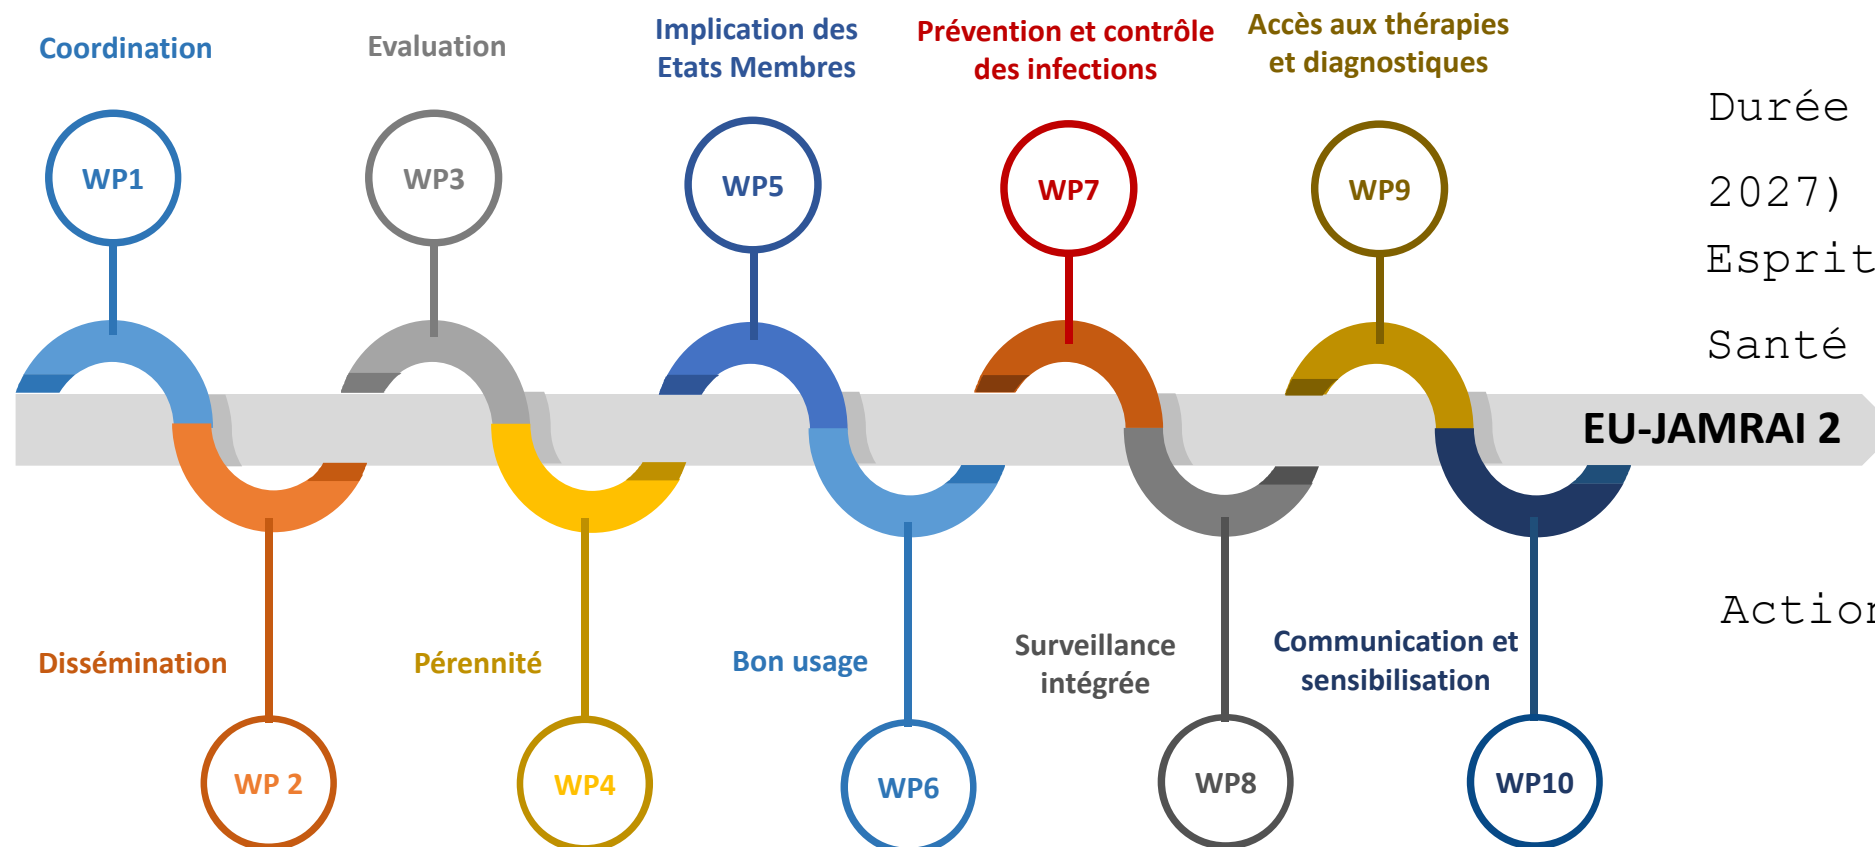 Coordination
Evaluation
Implication des
Etats Membres
Prévention et contrôle
des infections
Accès aux thérapies
et diagnostiques
WP1
WP3
WP5
WP7
WP9
Durée
2027)
Esprit
Santé
EU-JAMRAI 2
Action
Dissémination
Pérennité
Bon usage
Surveillance
intégrée
Communication et
sensibilisation
WP 2
WP4
WP6
WP8
WP10